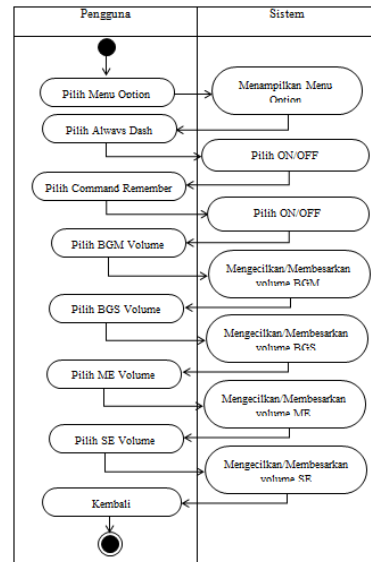 Pengguna
Sistem
Pilih Menu Option
Menampilkan Menu
Option
Pilih Always Dash
Pilih ON/OFF
Pilih Command Remember
Pilih ON/OFF
Pilih BGM Volume
Mengecilkan/Membesarkan
volume BGM
Pilih BGS Volume
Mengecilkan/Membesarkan
volume BGS
Pilih ME Volume
Mengecilkan/Membesarkan
volume ME
Pilih SE Volume
Mengecilkan/Membesarkan
volume SE
Kembali